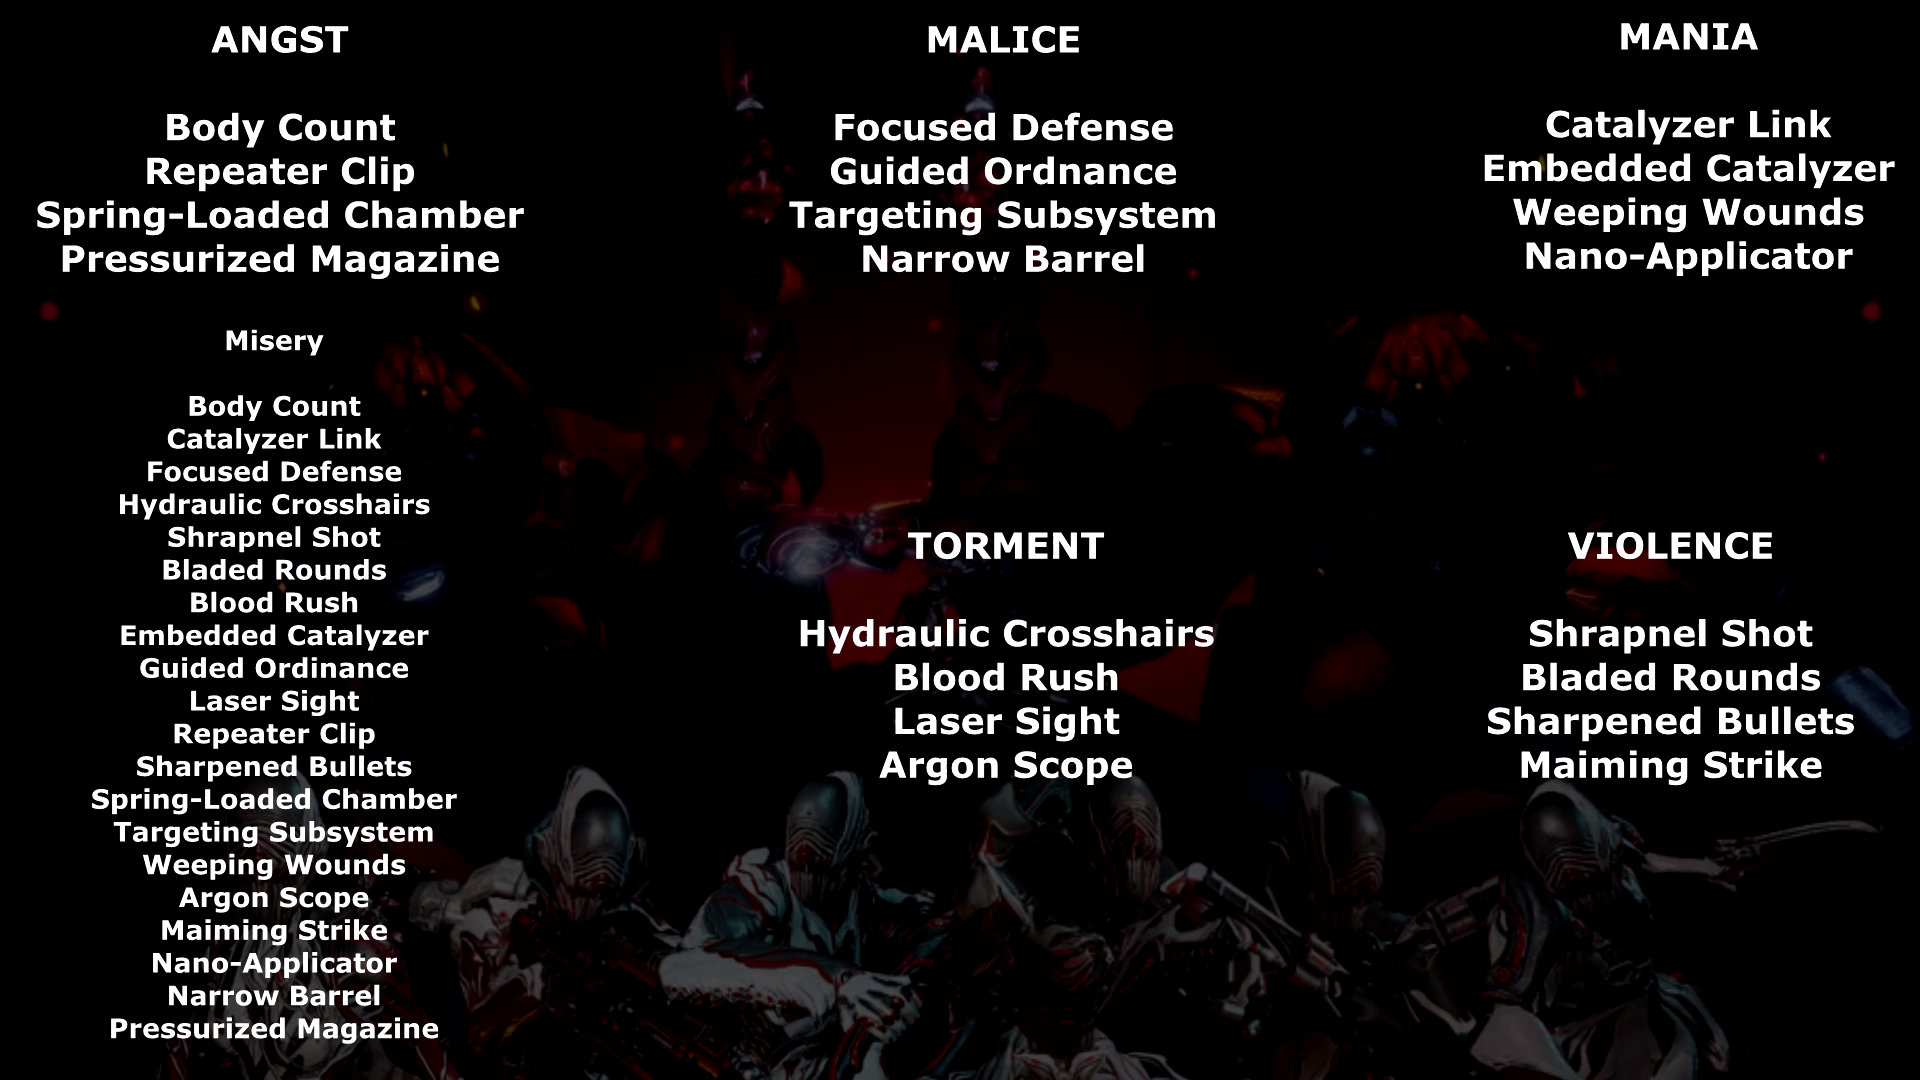 ANGST
Body Count
Repeater Clip
Spring-Loaded Chamber
Pressurized Magazine
MALICE
Focused Defense
Guided Ordnance
Targeting Subsystem
Narrow Barrel
MANIA
Catalyzer Link
Embedded Catalyzer
Weeping Wounds
Nano-Applicator
Misery
Body Count
Catalyzer Link
Focused Defense
Hydraulic Crosshairs
Shrapnel Shot
Bladed Rounds
Blood Rush
Embedded Catalyzer
Guided Ordinance
Laser Sight
Repeater Clip
Sharpened Bullets
Spring-Loaded Chamber
Targeting Subsystem
Weeping Wounds
Argon Scope
Maiming Strike
Nano-Applicator
Narrow Barrel
Pressurized Magazine
TORMENT
Hydraulic Crosshairs
Blood Rush
Laser Sight
Argon Scope
VIOLENCE
Shrapnel Shot
Bladed Rounds
Sharpened Bullets
Maiming Strike